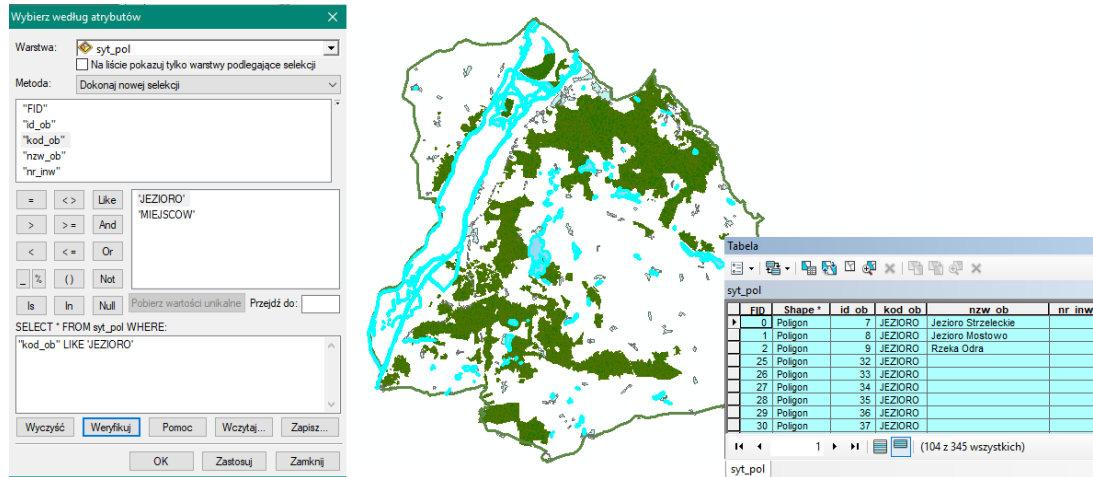 Wybierz według atrybutów
Warstwa: syt_pol
Na liście pokazuj tylko warstwy podlegające selekcji
Metoda: Dokonaj nowej selekcji
"FID"
"id_ob"
"kod_ob"
"nzw_ob"
"nr_inw"
= < > Like
> > = And
< < = Or
_ % ( ) Not
Is In Null
'JEZIORO'
'MIEJSCOW'
Pobierz wartości unikalne Przejdź do:
SELECT * FROM syt_pol WHERE:
"kod_ob" LIKE 'JEZIORO'
Wyczyść Weryfikuj Pomoc Wczytaj... Zapisz...
OK Zastosuj Zamknij
Tabela
syt_pol
FID Shape * id_ob kod_ob nzw_ob nr_inw
0 Poligon 7 JEZIORO Jezioro Strzeleckie
1 Poligon 8 JEZIORO Jezioro Mostowo
2 Poligon 9 JEZIORO Rzeka Odra
25 Poligon 32 JEZIORO
26 Poligon 33 JEZIORO
27 Poligon 34 JEZIORO
28 Poligon 35 JEZIORO
29 Poligon 36 JEZIORO
30 Poligon 37 JEZIORO
1 (104 z 345 wszystkich)
syt_pol